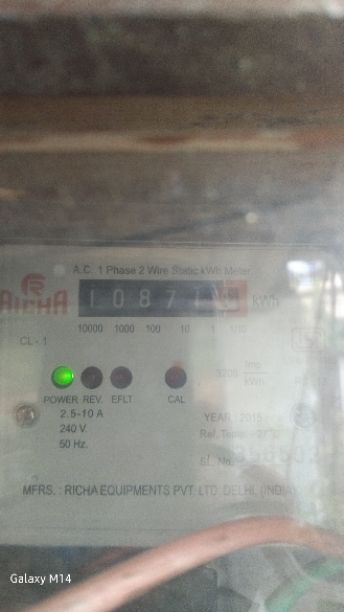 A.C. 1 Phase 2 Wire Static kWh Meter
RICHA
1087 kWh
10000 1000 100 10 1 1/10
CL - 1
3200 Imp/kWh
POWER REV. EFLT CAL
2.5-10 A
240 V.
50 Hz.
YEAR : 2015
Ref. Temp. 27°C
SL. No.
MFRS. : RICHA EQUIPMENTS PVT. LTD. DELHI, (INDIA)
Galaxy M14